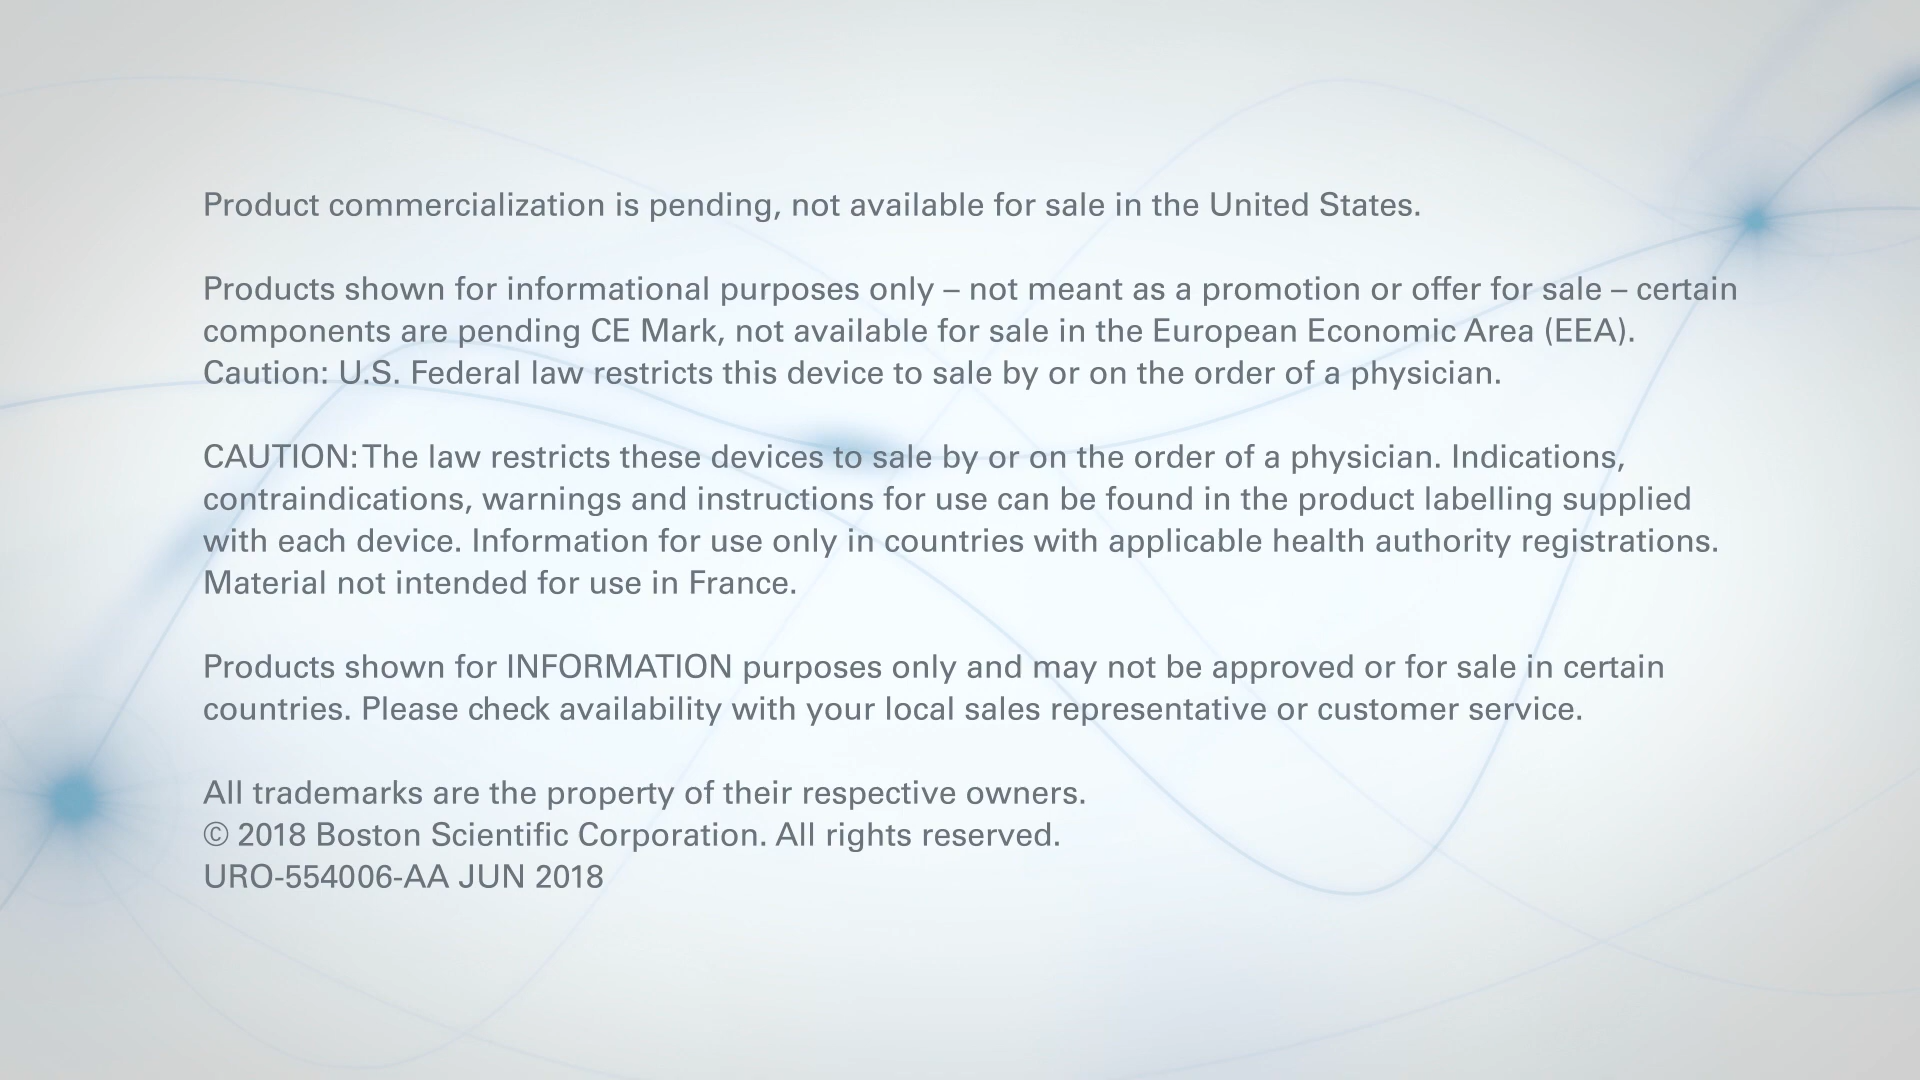 Product commercialization is pending, not available for sale in the United States.
Products shown for informational purposes only – not meant as a promotion or offer for sale – certain
components are pending CE Mark, not available for sale in the European Economic Area (EEA).
Caution: U.S. Federal law restricts this device to sale by or on the order of a physician.
CAUTION: The law restricts these devices to sale by or on the order of a physician. Indications,
contraindications, warnings and instructions for use can be found in the product labelling supplied
with each device. Information for use only in countries with applicable health authority registrations.
Material not intended for use in France.
Products shown for INFORMATION purposes only and may not be approved or for sale in certain
countries. Please check availability with your local sales representative or customer service.
All trademarks are the property of their respective owners.
© 2018 Boston Scientific Corporation. All rights reserved.
URO-554006-AA JUN 2018